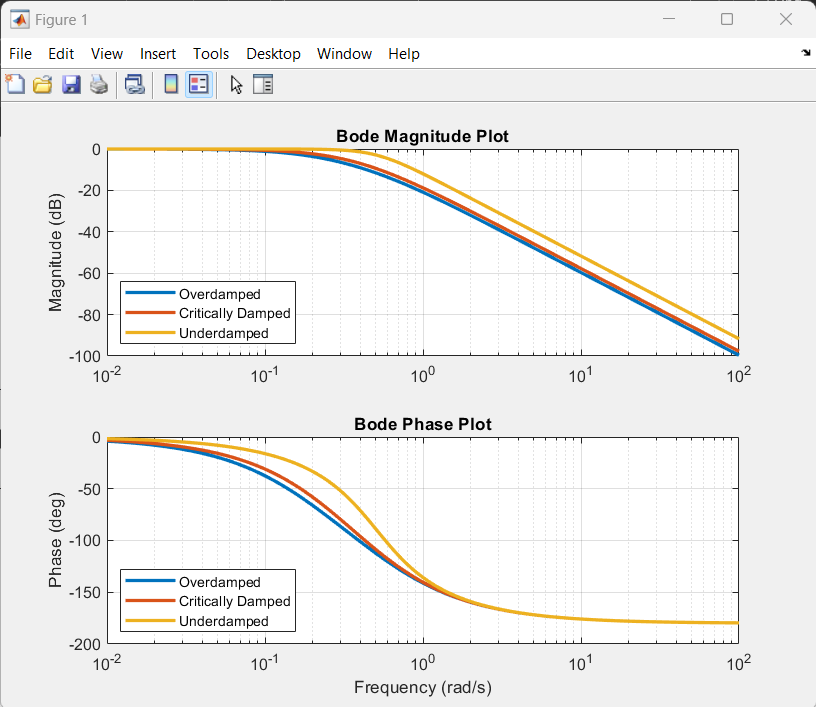 Figure 1
File Edit View Insert Tools Desktop Window Help
Bode Magnitude Plot
Magnitude (dB)
0
-20
-40
-60
-80
-100
Overdamped
Critically Damped
Underdamped
10^-2 10^-1 10^0 10^1 10^2
Bode Phase Plot
Phase (deg)
0
-50
-100
-150
-200
Overdamped
Critically Damped
Underdamped
10^-2 10^-1 10^0 10^1 10^2
Frequency (rad/s)